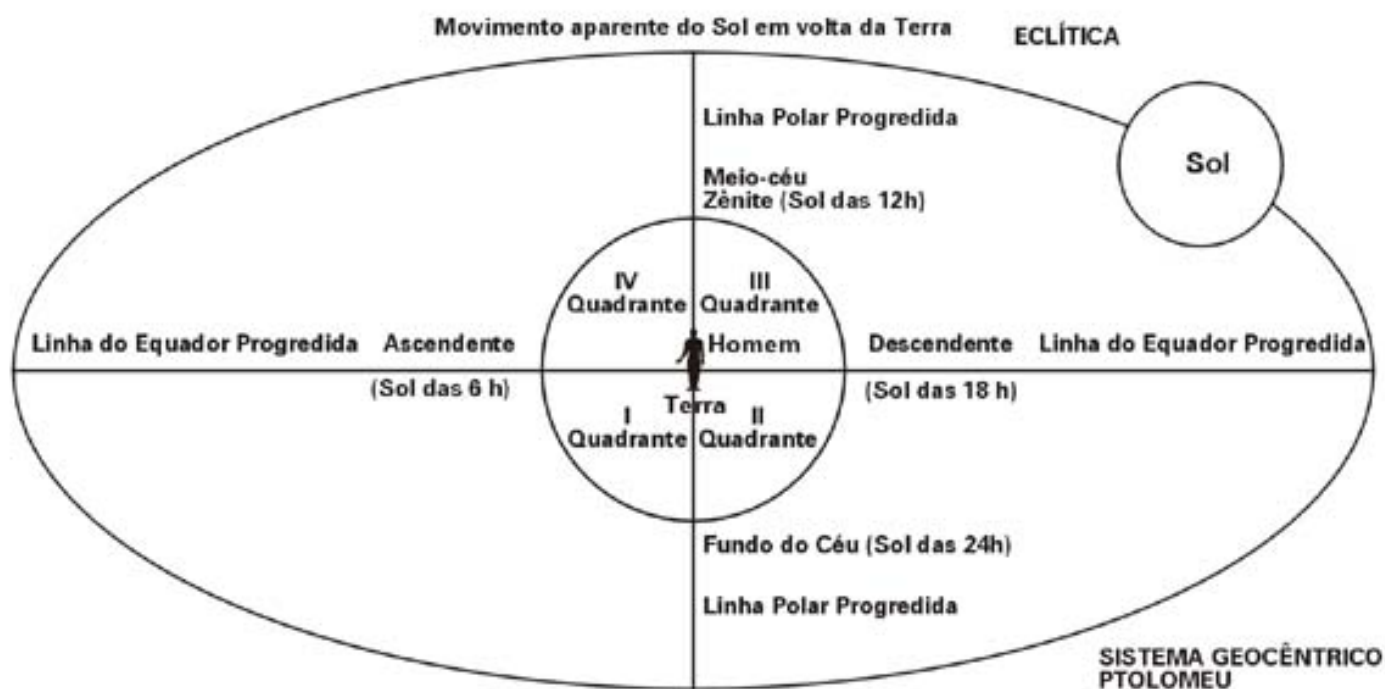 Movimento aparente do Sol em volta da Terra
ECLÍTICA
Linha Polar Progredida
Sol
Meio-céu
Zênite (Sol das 12h)
IV
Quadrante
III
Quadrante
Linha do Equador Progredida
Ascendente
Homem
Descendente
Linha do Equador Progredida
(Sol das 6 h)
(Sol das 18 h)
Terra
I
Quadrante
II
Quadrante
Fundo do Céu (Sol das 24h)
Linha Polar Progredida
SISTEMA GEOCÊNTRICO
PTOLOMEU